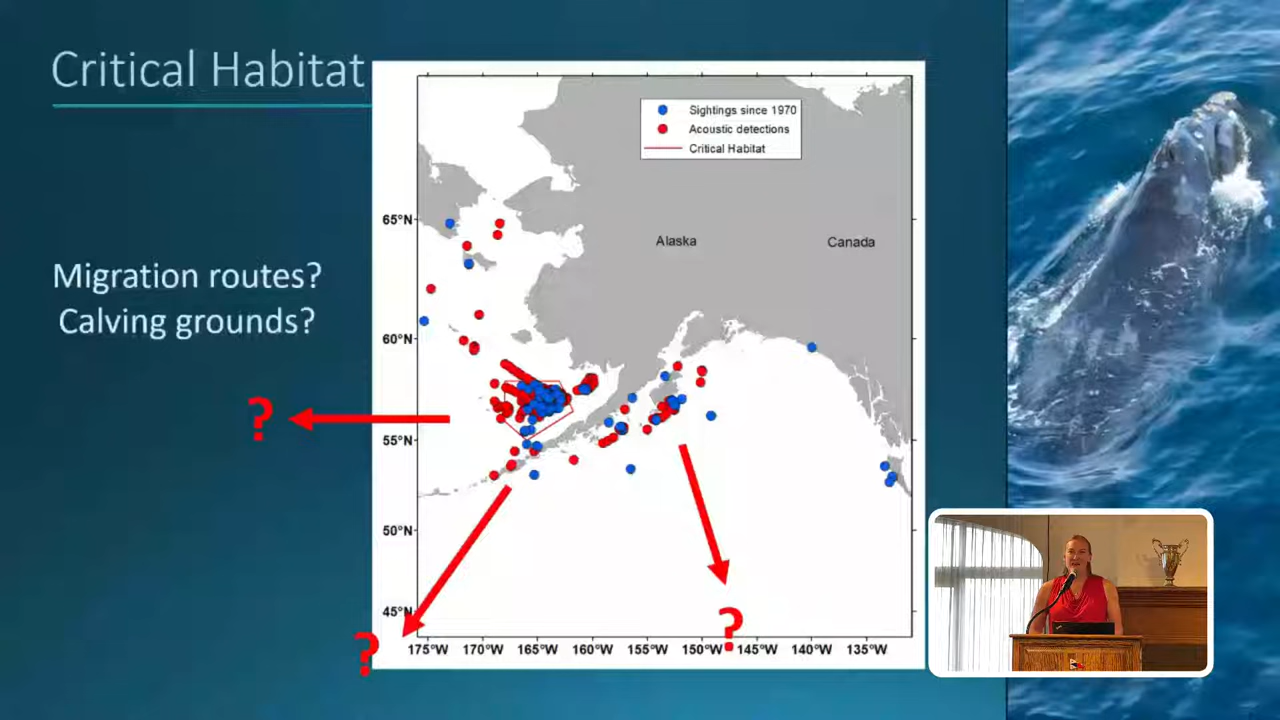 Critical Habitat
Sightings since 1970
Acoustic detections
Critical Habitat
65°N
Alaska
Canada
Migration routes?
Calving grounds?
60°N
?
55°N
50°N
45°N
?
?
175°W
170°W
165°W
160°W
155°W
150°W
145°W
140°W
135°W